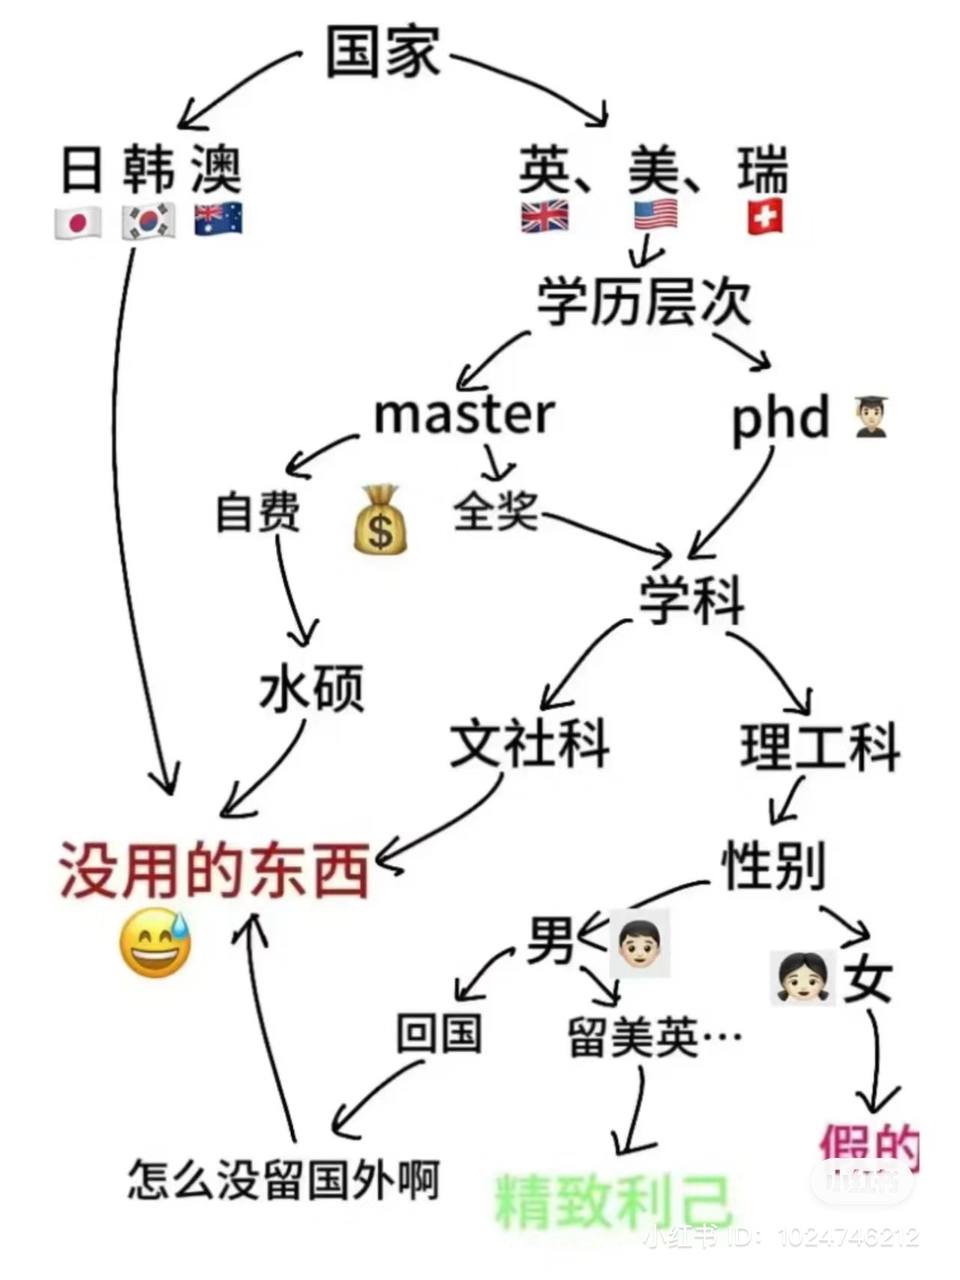 国家
日 韩 澳
英、美、瑞
学历层次
master
phd
自费
全奖
学科
水硕
文社科
理工科
没用的东西
性别
男
女
回国
留美英…
假的
怎么没留国外啊
精致利己
小红书
小红书 ID: 1024746212